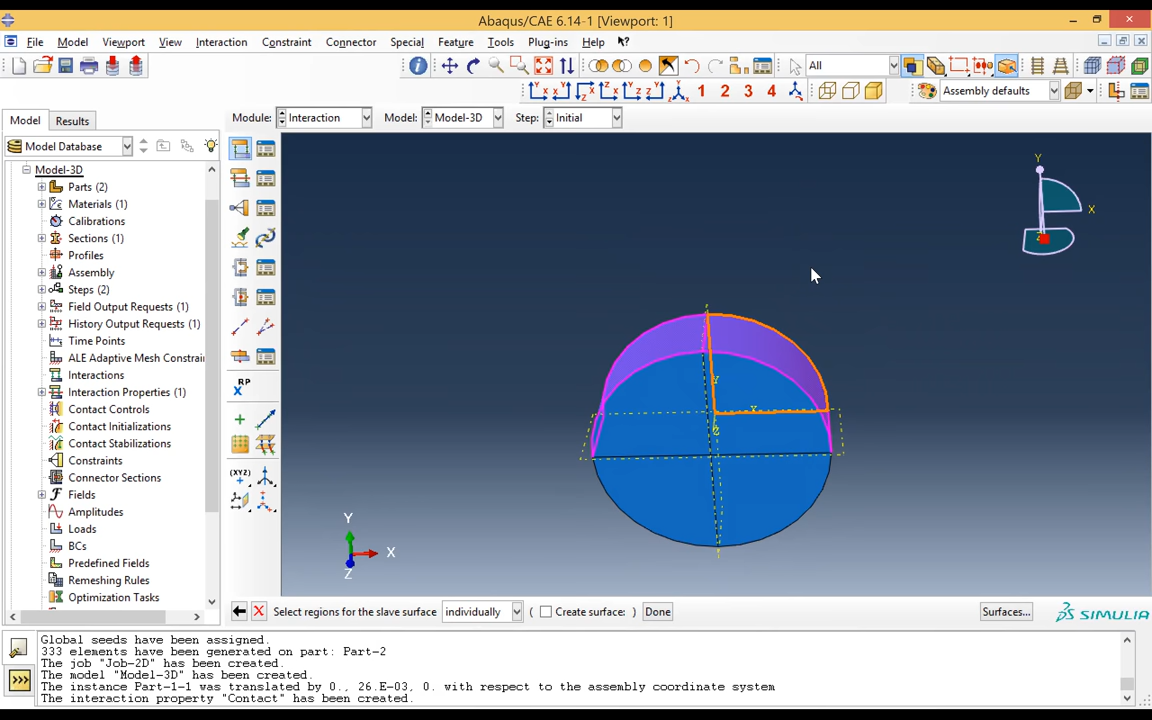 Abaqus/CAE 6.14-1 [Viewport: 1]
File Model Viewport View Interaction Constraint Connector Special Feature Tools Plug-ins Help
All
1 2 3 4 Assembly defaults
Model Results Module: Interaction Model: Model-3D Step: Initial
Model Database
Model-3D
Parts (2)
Materials (1)
Calibrations
Sections (1)
Profiles
Assembly
Steps (2)
Field Output Requests (1)
History Output Requests (1)
Time Points
ALE Adaptive Mesh Constrai
Interactions
Interaction Properties (1)
Contact Controls
Contact Initializations
Contact Stabilizations
Constraints
Connector Sections
Fields
Amplitudes
Loads
BCs
Predefined Fields
Remeshing Rules
Optimization Tasks
RP
(XYZ)
Y
X
Z
Y
X
Z
Y
X
Z
Select regions for the slave surface individually ( Create surface: ) Done Surfaces... SIMULIA
Global seeds have been assigned.
333 elements have been generated on part: Part-2
The job "Job-2D" has been created.
The model "Model-3D" has been created.
The instance Part-1-1 was translated by 0., 26.E-03, 0. with respect to the assembly coordinate system
The interaction property "Contact" has been created.